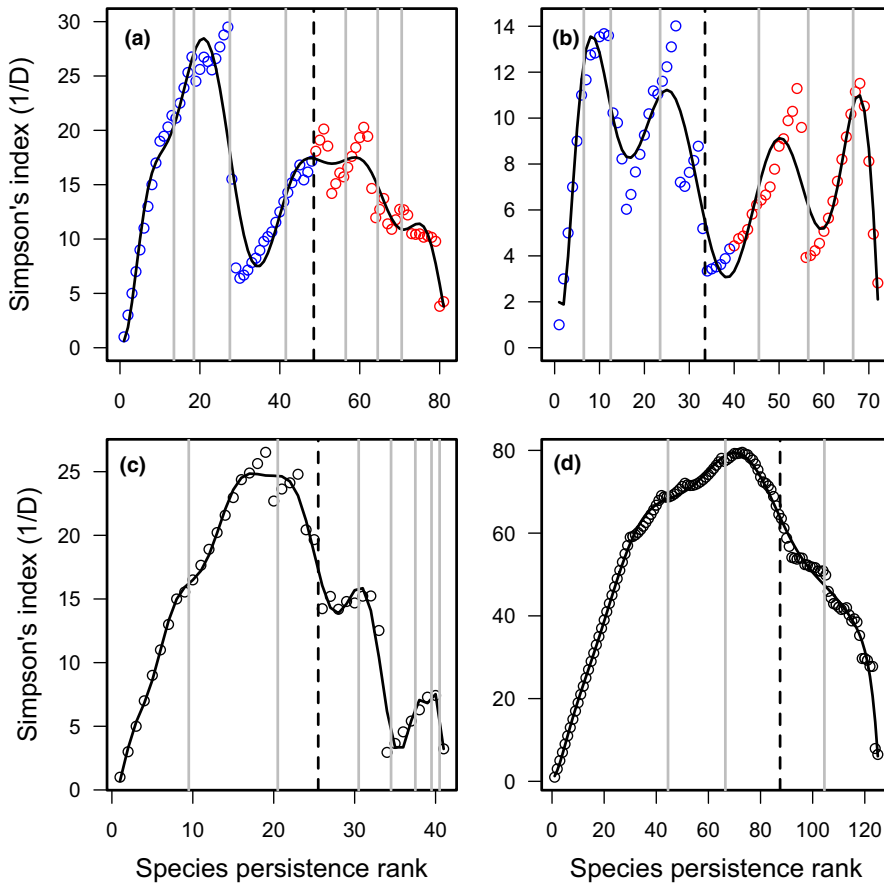 (a)
Simpson's index (1/D)
30
25
20
15
10
5
0
0 20 40 60 80
(b)
14
12
10
8
6
4
2
0
0 10 20 30 40 50 60 70
(c)
Simpson's index (1/D)
25
20
15
10
5
0
0 10 20 30 40
Species persistence rank
(d)
80
60
40
20
0
0 20 40 60 80 100 120
Species persistence rank